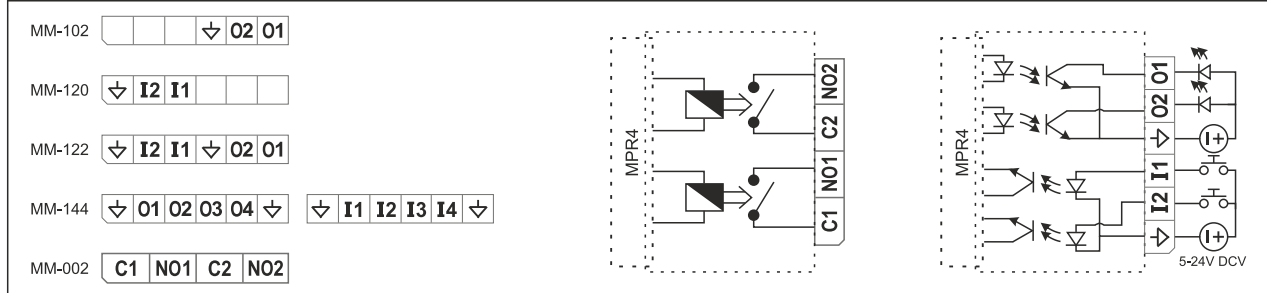 MM-102 O2 O1
MM-120 I2 I1
MM-122 I2 I1 O2 O1
MM-144 O1 O2 O3 O4 I1 I2 I3 I4
MM-002 C1 NO1 C2 NO2
MPR4
NO2
C2
NO1
C1
MPR4
O1
O2
I1
I2
5-24V DCV